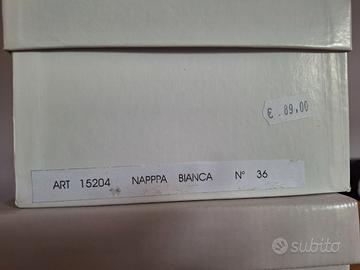 € 89,00
ART 15204 NAPPPA BIANCA N° 36
subito